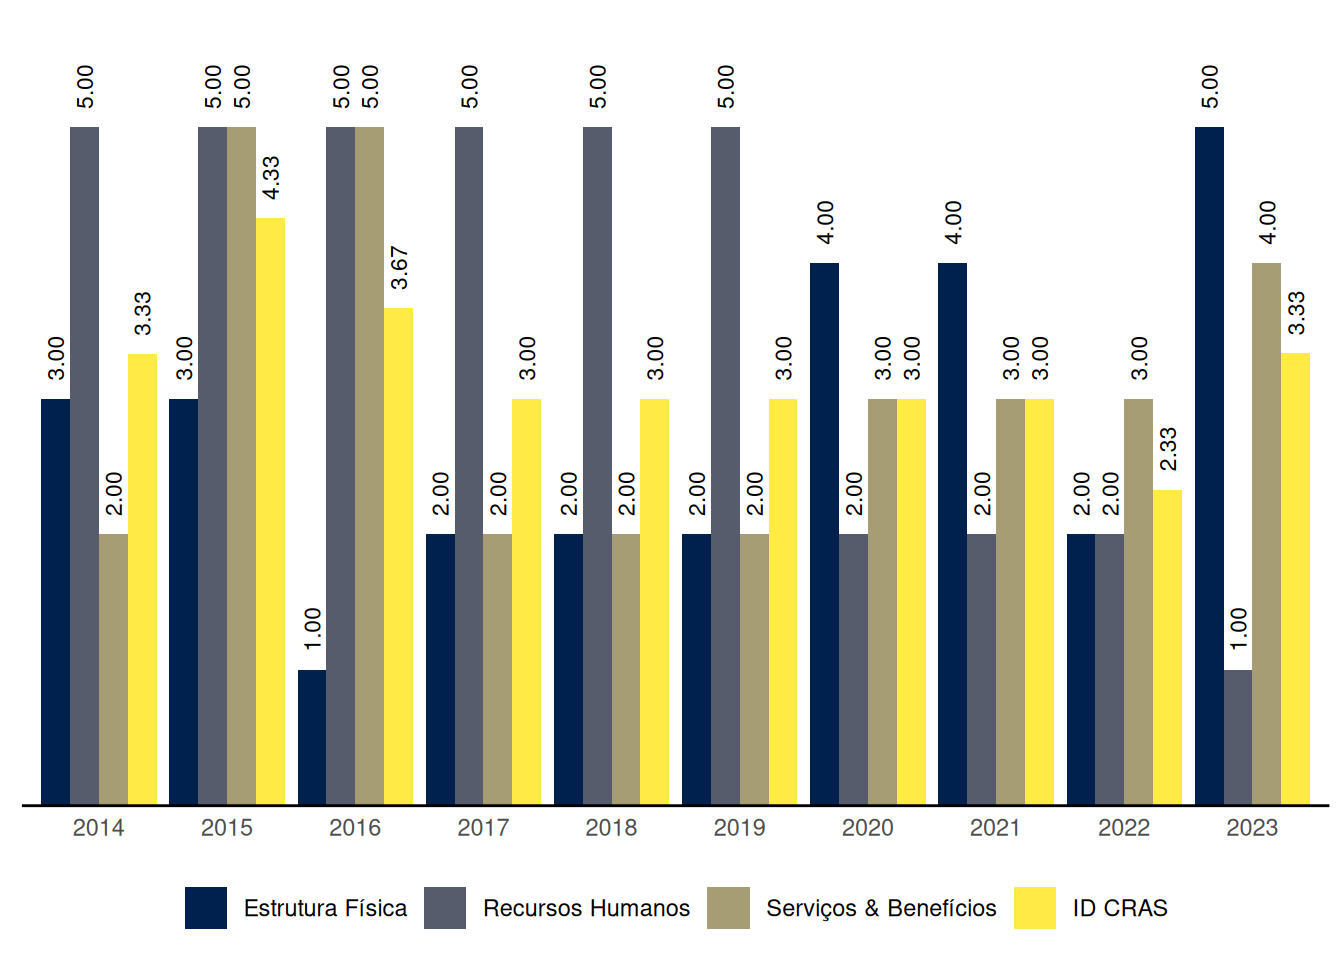 3.00 5.00 2.00 3.33
3.00 5.00 5.00 4.33
1.00 5.00 5.00 3.67
2.00 5.00 2.00 3.00
2.00 5.00 2.00 3.00
2.00 5.00 2.00 3.00
4.00 2.00 3.00 3.00
4.00 2.00 3.00 3.00
2.00 2.00 3.00 2.33
5.00 1.00 4.00 3.33
2014 2015 2016 2017 2018 2019 2020 2021 2022 2023
Estrutura Física Recursos Humanos Serviços & Benefícios ID CRAS